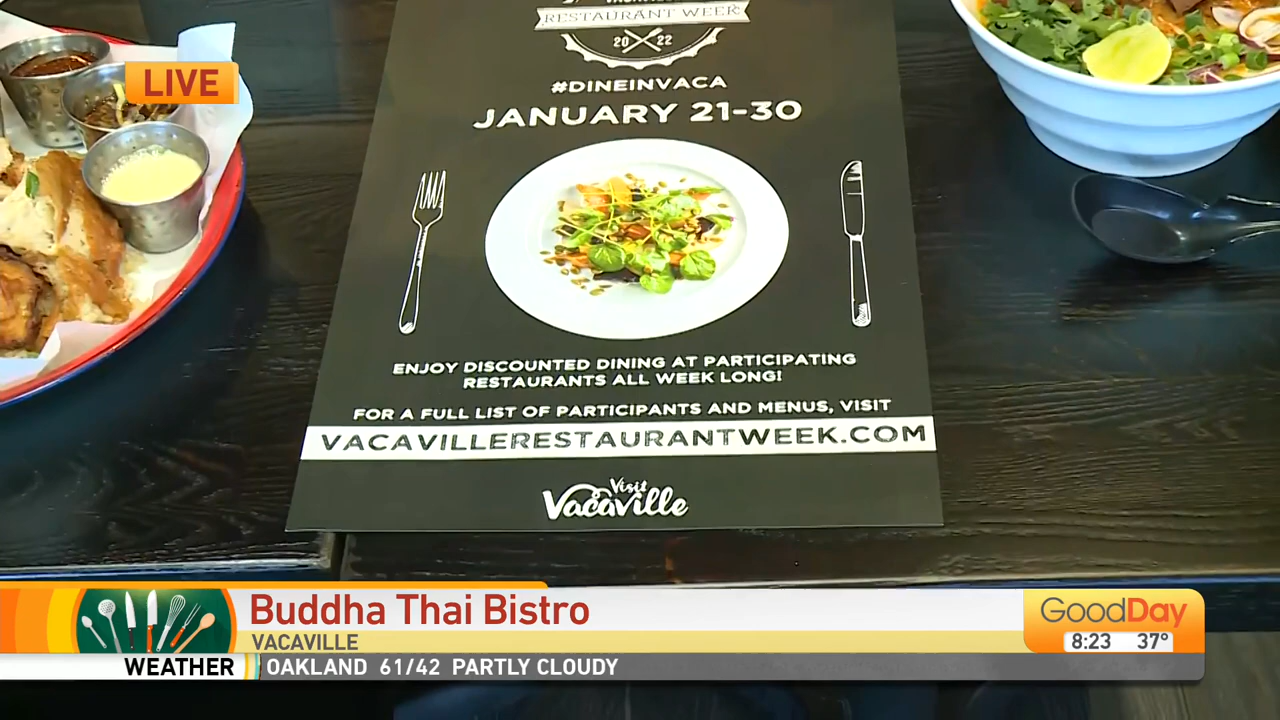 RESTAURANT WEEK
2022
#DINEINVACA
JANUARY 21-30
ENJOY DISCOUNTED DINING AT PARTICIPATING
RESTAURANTS ALL WEEK LONG!
FOR A FULL LIST OF PARTICIPANTS AND MENUS, VISIT
VACAVILLERESTAURANTWEEK.COM
Visit
Vacaville
LIVE
Buddha Thai Bistro
VACAVILLE
GoodDay
8:23 37°
WEATHER OAKLAND 61/42 PARTLY CLOUDY